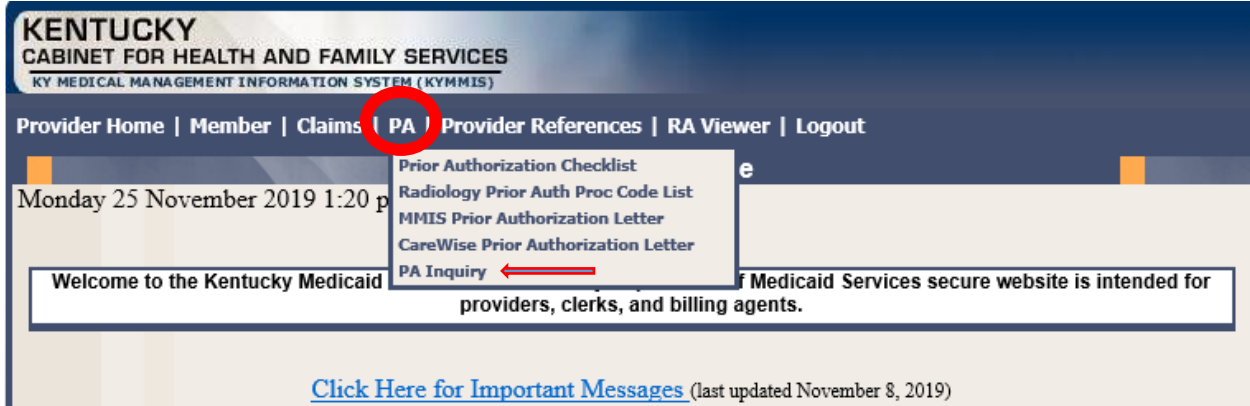 KENTUCKY
CABINET FOR HEALTH AND FAMILY SERVICES
KY MEDICAL MANAGEMENT INFORMATION SYSTEM (KYMMIS)
Provider Home | Member | Claims | PA | Provider References | RA Viewer | Logout
Prior Authorization Checklist
e
Monday 25 November 2019 1:20 p
Radiology Prior Auth Proc Code List
MMIS Prior Authorization Letter
CareWise Prior Authorization Letter
PA Inquiry
Welcome to the Kentucky Medicaid f Medicaid Services secure website is intended for
providers, clerks, and billing agents.
Click Here for Important Messages (last updated November 8, 2019)